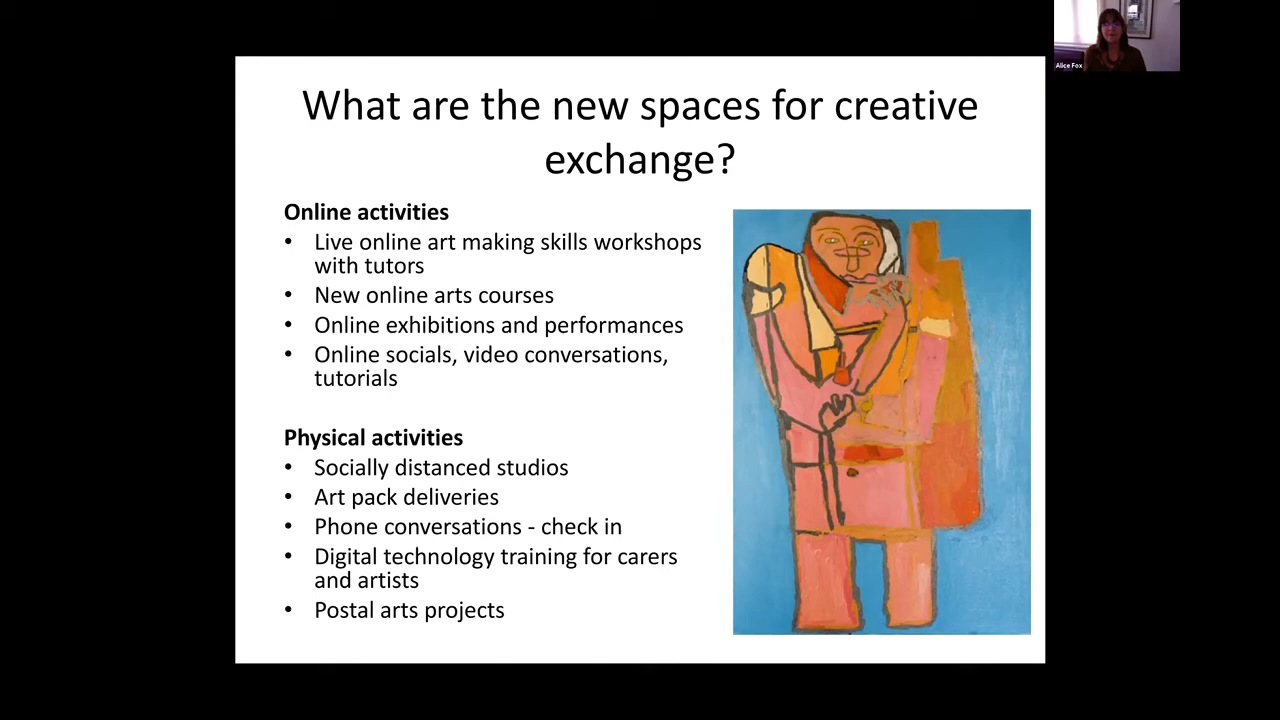 Alice Fox
What are the new spaces for creative
exchange?
Online activities
• Live online art making skills workshops
with tutors
• New online arts courses
• Online exhibitions and performances
• Online socials, video conversations,
tutorials
Physical activities
• Socially distanced studios
• Art pack deliveries
• Phone conversations - check in
• Digital technology training for carers
and artists
• Postal arts projects